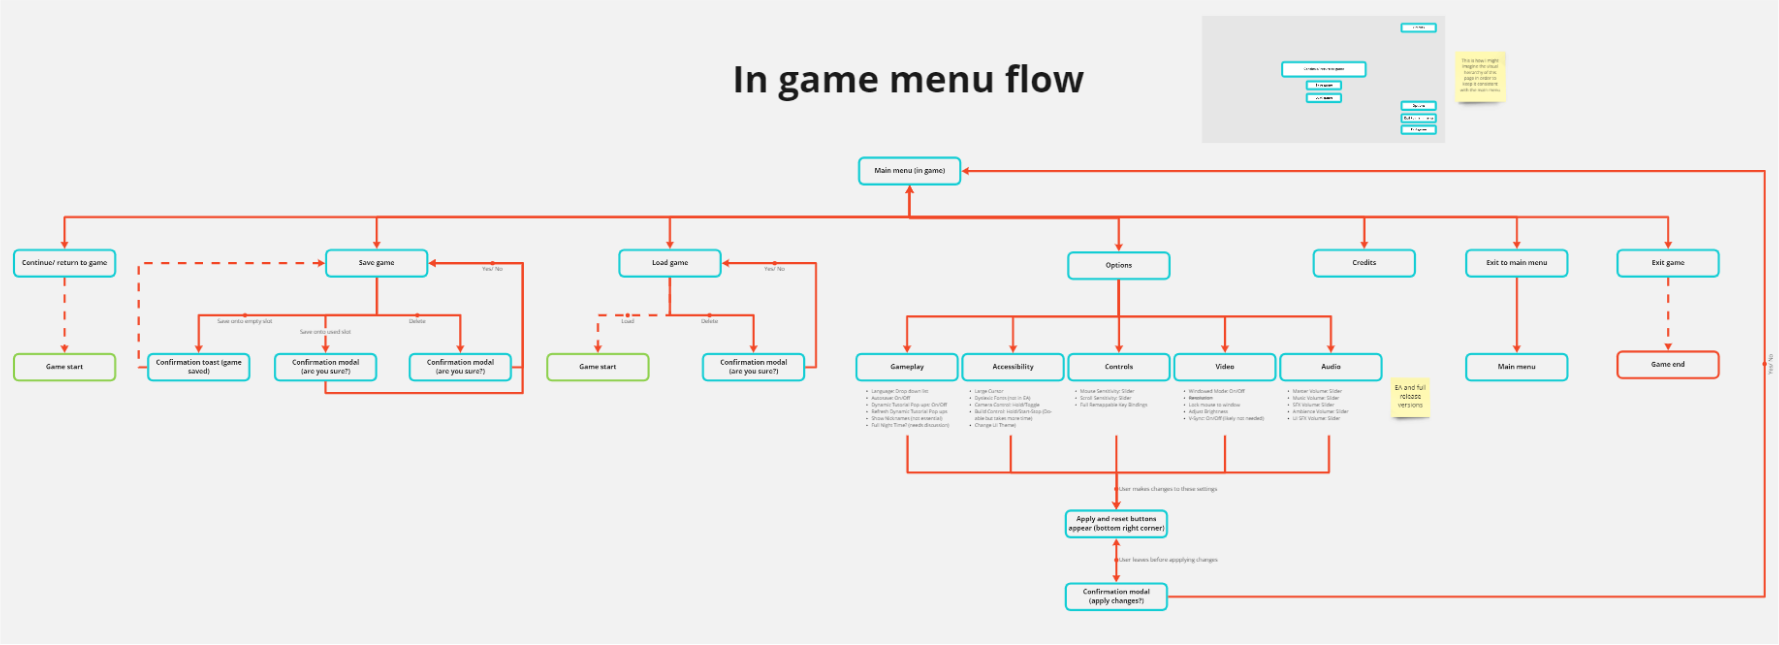 In game menu flow
This is how I might
imagine the visual
hierarchy of this
page in order to
keep it consistent
with the main menu
Options
Main menu (in game)
Continue/ return to game
Save game
Load game
Options
Credits
Exit to main menu
Exit game
Yes/ No
Yes/ No
Save onto empty slot
Save onto used slot
Delete
Load
Delete
Yes/ No
Game start
Confirmation toast (game
saved)
Confirmation modal
(are you sure?)
Confirmation modal
(are you sure?)
Game start
Confirmation modal
(are you sure?)
Gameplay
Accessibility
Controls
Video
Audio
Main menu
Game end
• Language: Drop down list
• Autosave: On/Off
• Dynamic Tutorial Pop ups: On/Off
• Refresh Dynamic Tutorial Pop ups
• Show Nicknames (not essential)
• Full Night Time? (needs discussion)
• Large Cursor
• Dyslexic Fonts (not in EA)
• Camera Control: Hold/Toggle
• Build Control: Hold/Start-Stop (Do-
able but takes more time)
• Change UI Theme)
• Mouse Sensitivity: Slider
• Scroll Sensitivity: Slider
• Full Remappable Key Bindings
• Windowed Mode: On/Off
• Resolution
• Lock mouse to window
• Adjust Brightness
• V-Sync On/Off (likely not needed)
• Master Volume: Slider
• Music Volume: Slider
• SFX Volume: Slider
• Ambience Volume: Slider
• UI SFX Volume: Slider
EA and full
release
versions
User makes changes to these settings
Apply and reset buttons
appear (bottom right corner)
User leaves before appplying changes
Confirmation modal
(apply changes?)